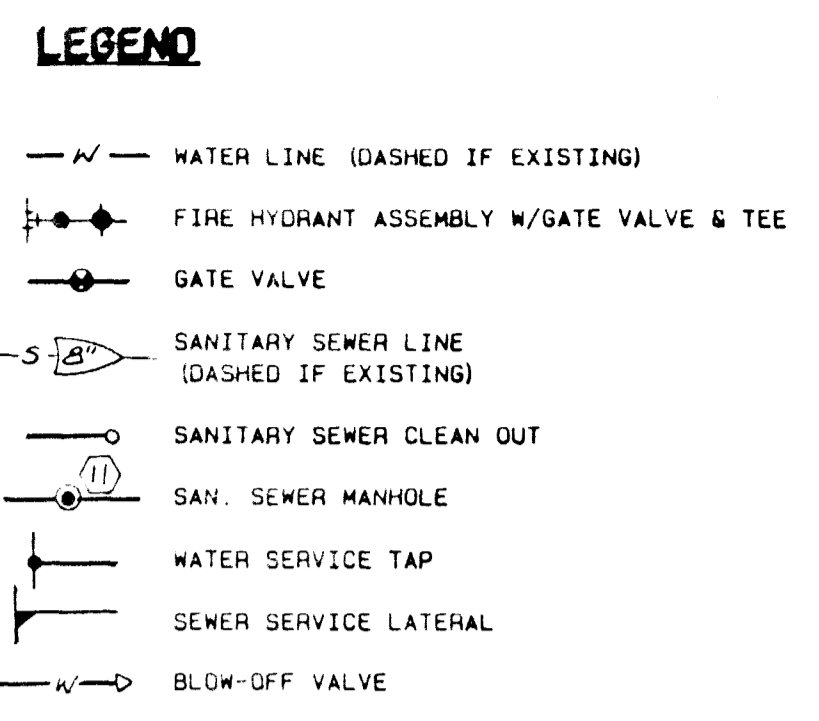 LEGEND
W WATER LINE (DASHED IF EXISTING)
FIRE HYDRANT ASSEMBLY W/GATE VALVE & TEE
GATE VALVE
S 8" SANITARY SEWER LINE
(DASHED IF EXISTING)
SANITARY SEWER CLEAN OUT
11
SAN. SEWER MANHOLE
WATER SERVICE TAP
SEWER SERVICE LATERAL
W BLOW-OFF VALVE